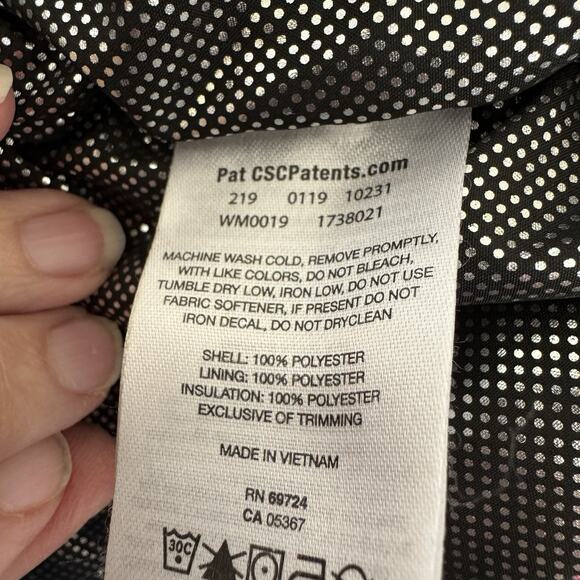 Pat CSCPatents.com
219 0119 10231
WM0019 1738021
MACHINE WASH COLD, REMOVE PROMPTLY,
WITH LIKE COLORS, DO NOT BLEACH,
TUMBLE DRY LOW, IRON LOW, DO NOT USE
FABRIC SOFTENER, IF PRESENT DO NOT
IRON DECAL, DO NOT DRYCLEAN
SHELL: 100% POLYESTER
LINING: 100% POLYESTER
INSULATION: 100% POLYESTER
EXCLUSIVE OF TRIMMING
MADE IN VIETNAM
RN 69724
CA 05367
30C